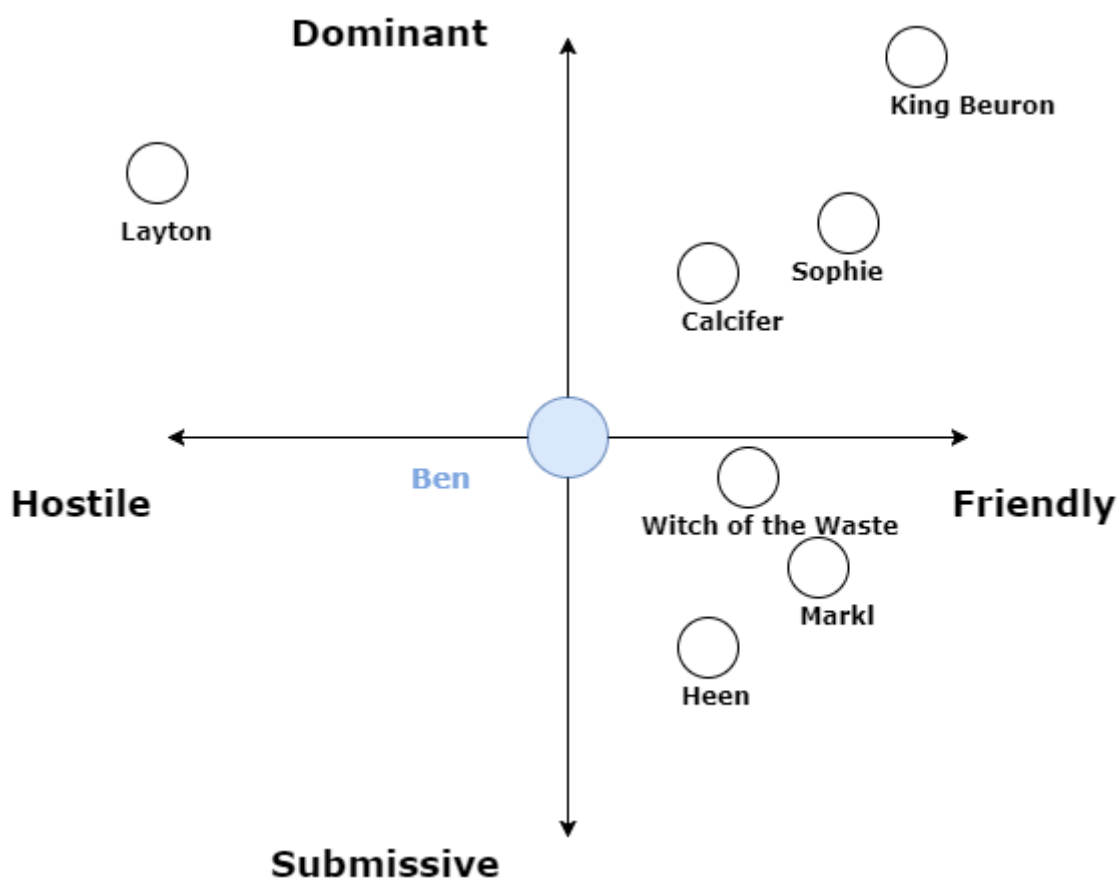 Dominant
King Beuron
Layton
Sophie
Calcifer
Ben
Hostile
Friendly
Witch of the Waste
Markl
Heen
Submissive